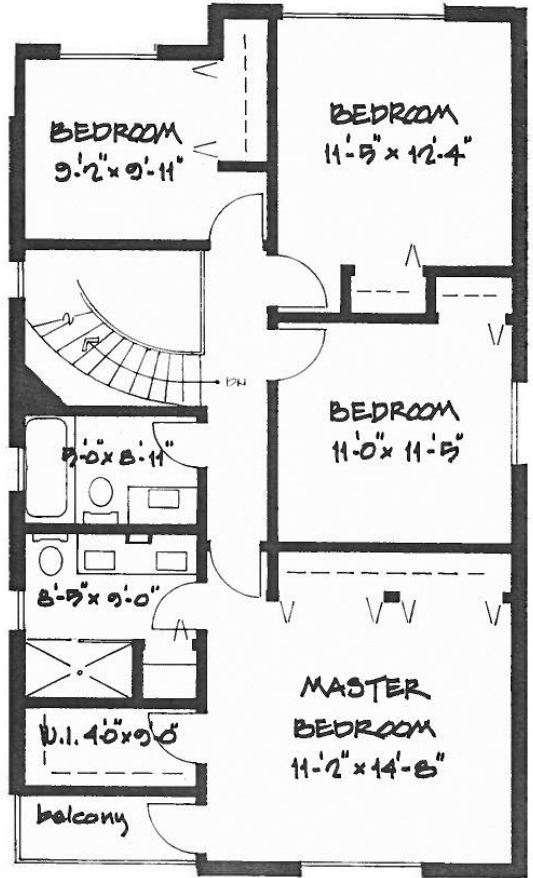 BEDROOM
9'-2" x 9'-11"
BEDROOM
11'-5" x 12'-4"
DN
BEDROOM
11'-0" x 11'-5"
5'-0" x 8'-11"
8'-5" x 9'-0"
MASTER
BEDROOM
11'-2" x 14'-8"
W.I. 4'0" x 9'0"
balcony